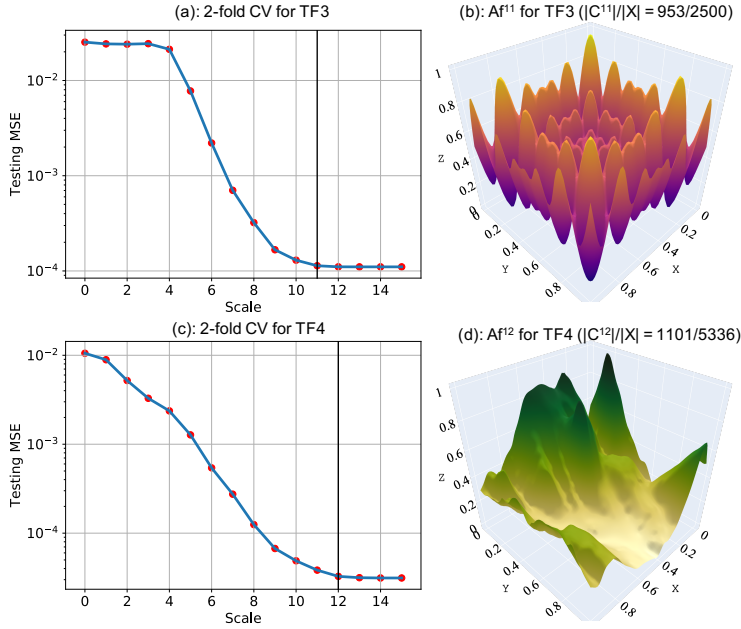 (a): 2-fold CV for TF3
Testing MSE
10⁻²
10⁻³
10⁻⁴
0 2 4 6 8 10 12 14
Scale
(b): Af¹¹ for TF3 (|C¹¹|/|X| = 953/2500)
1
0.8
0.6
Z
0.4
0.2
0
0.2
0.4
Y
0.6
0.8
0
0.2
0.4
X
0.6
0.8
(c): 2-fold CV for TF4
Testing MSE
10⁻²
10⁻³
10⁻⁴
0 2 4 6 8 10 12 14
Scale
(d): Af¹² for TF4 (|C¹²|/|X| = 1101/5336)
1
0.8
0.6
Z
0.4
0.2
0
0.2
0.4
Y
0.6
0.8
0
0.2
0.4
X
0.6
0.8